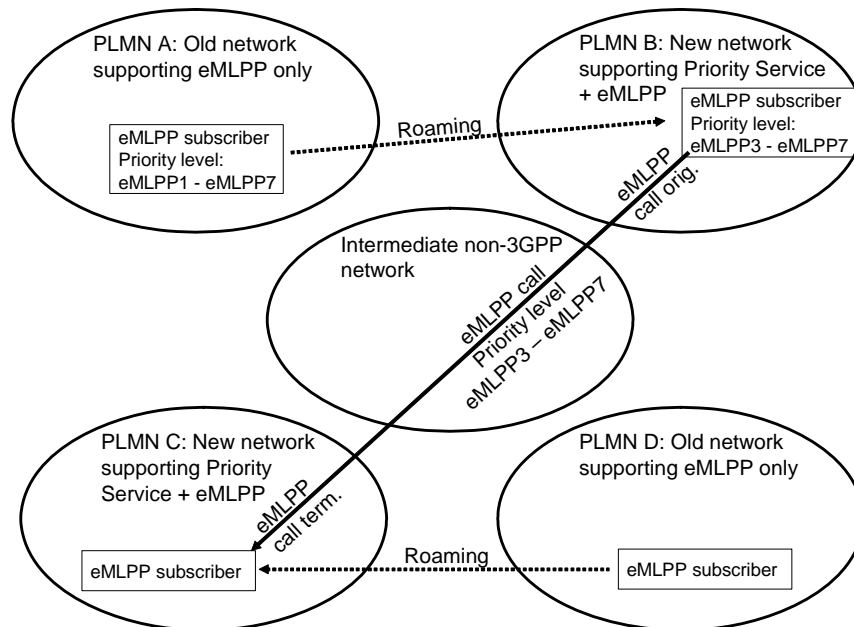 PLMN A: Old network
supporting eMLPP only
eMLPP subscriber
Priority level:
eMLPP1 - eMLPP7
Roaming
PLMN B: New network
supporting Priority Service
+ eMLPP
eMLPP subscriber
Priority level:
eMLPP3 - eMLPP7
eMLPP
call orig.
Intermediate non-3GPP
network
eMLPP call
Priority level
eMLPP3 – eMLPP7
PLMN C: New network
supporting Priority
Service + eMLPP
eMLPP
call term.
eMLPP subscriber
Roaming
PLMN D: Old network
supporting eMLPP only
eMLPP subscriber